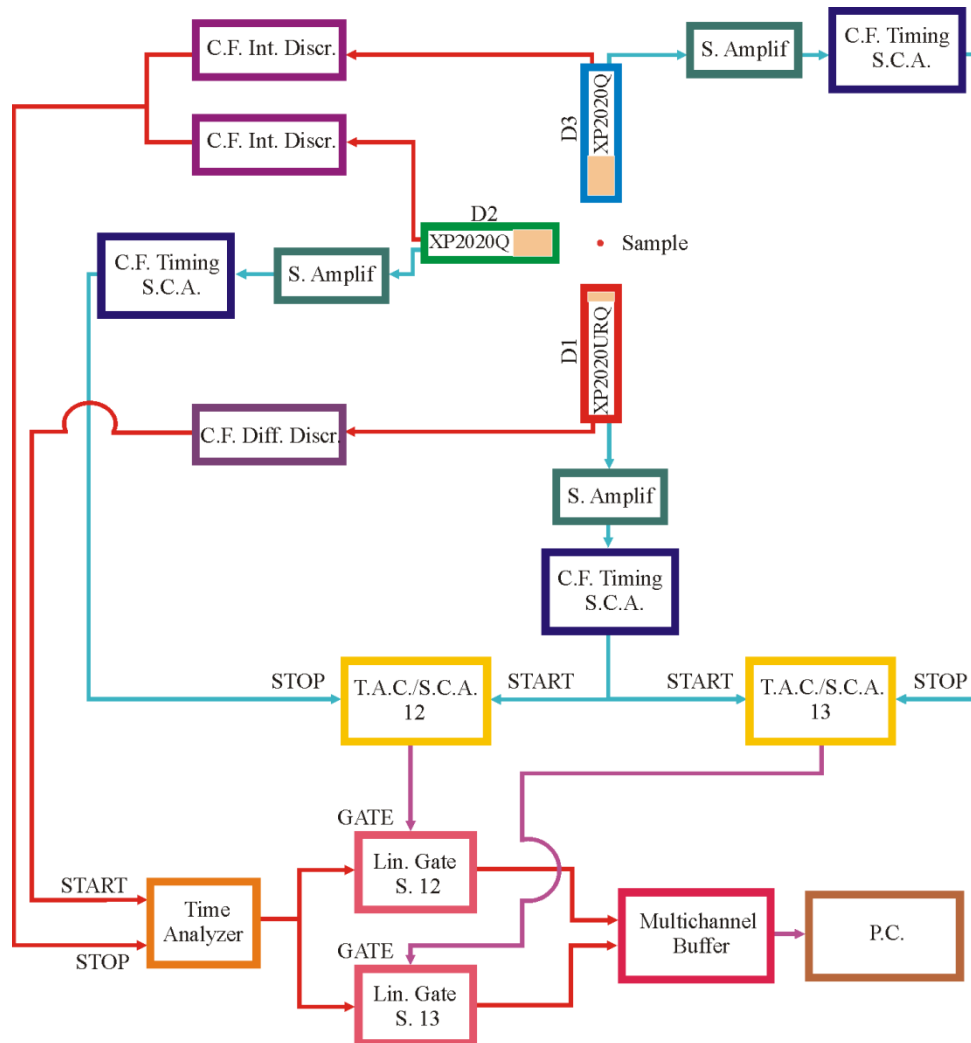 C.F. Int. Discr.
S. Amplif
C.F. Timing
S.C.A.
D3
XP2020Q
C.F. Int. Discr.
D2
XP2020Q
Sample
C.F. Timing
S.C.A.
S. Amplif
D1
XP2020URQ
C.F. Diff. Discr.
S. Amplif
C.F. Timing
S.C.A.
STOP
T.A.C./S.C.A.
12
START
START
T.A.C./S.C.A.
13
STOP
GATE
Lin. Gate
S. 12
START
Time
Analyzer
STOP
GATE
Lin. Gate
S. 13
Multichannel
Buffer
P.C.